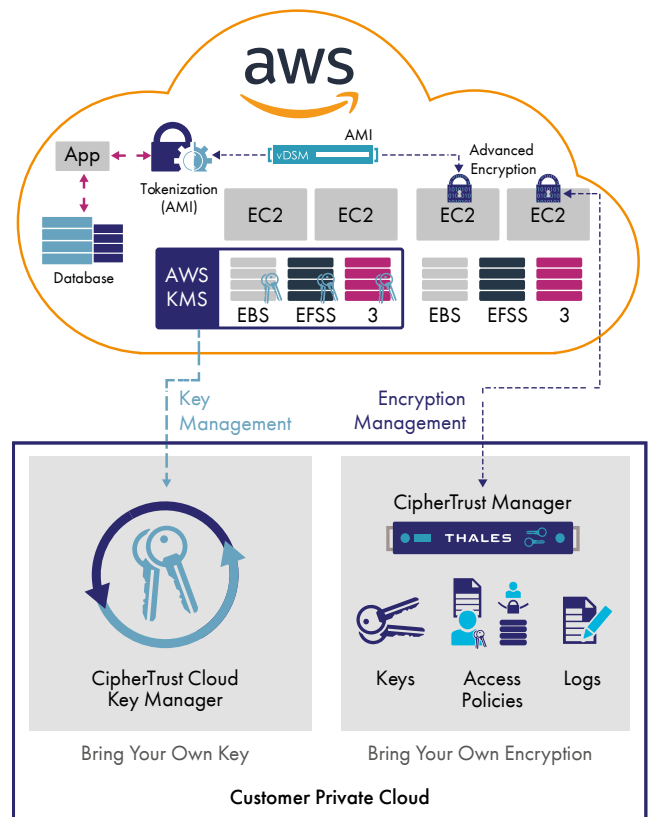 aws
AMI
App
vDSM
Advanced
Encryption
Tokenization
(AMI)
EC2
EC2
EC2
EC2
Database
AWS
KMS
EBS
EFSS
3
EBS
EFSS
3
Key
Management
Encryption
Management
CipherTrust Manager
THALES
CipherTrust Cloud
Key Manager
Keys
Access
Policies
Logs
Bring Your Own Key
Bring Your Own Encryption
Customer Private Cloud